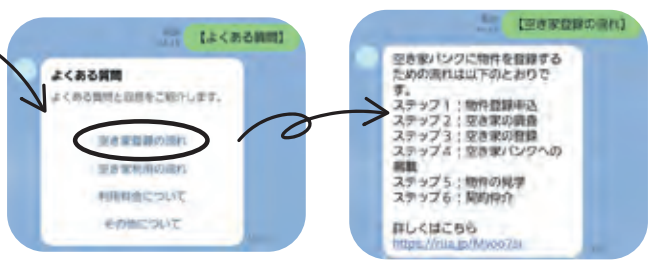 【よくある質問】
よくある質問
よくある質問と回答をご紹介します。
空き家登録の流れ
空き家利用の流れ
利用料金について
その他について
【空き家登録の流れ】
空き家バンクに物件を登録する
ための流れは以下のとおりで
す。
ステップ1：物件登録申込
ステップ2：空き家の調査
ステップ3：空き家の登録
ステップ4：空き家バンクへの
掲載
ステップ5：物件の見学
ステップ6：契約仲介
詳しくはこちら